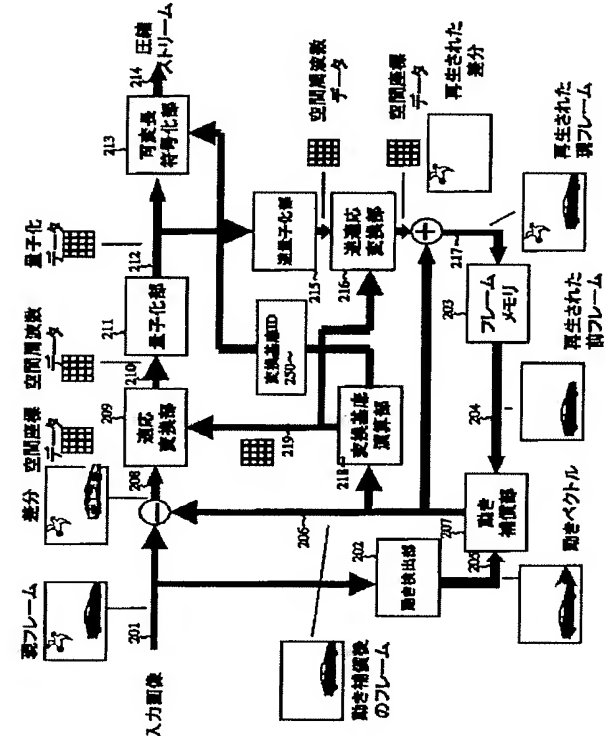 入力画像
現フレーム
201
差分
208
空間座標
データ
209
適応
変換部
空間周波数
データ
210
211
量子化部
量子化
データ
212
213
可変長
符号化部
214
圧縮
ストリーム
動き補償後
のフレーム
206
202
動き検出部
205
動きベクトル
207
動き
補償部
219
218
変換基底
演算部
変換基底ID
250
逆量子化部
215
空間周波数
データ
逆適応
変換部
216
空間座標
データ
再生された
差分
217
再生された
現フレーム
203
フレーム
メモリ
204
再生された
前フレーム